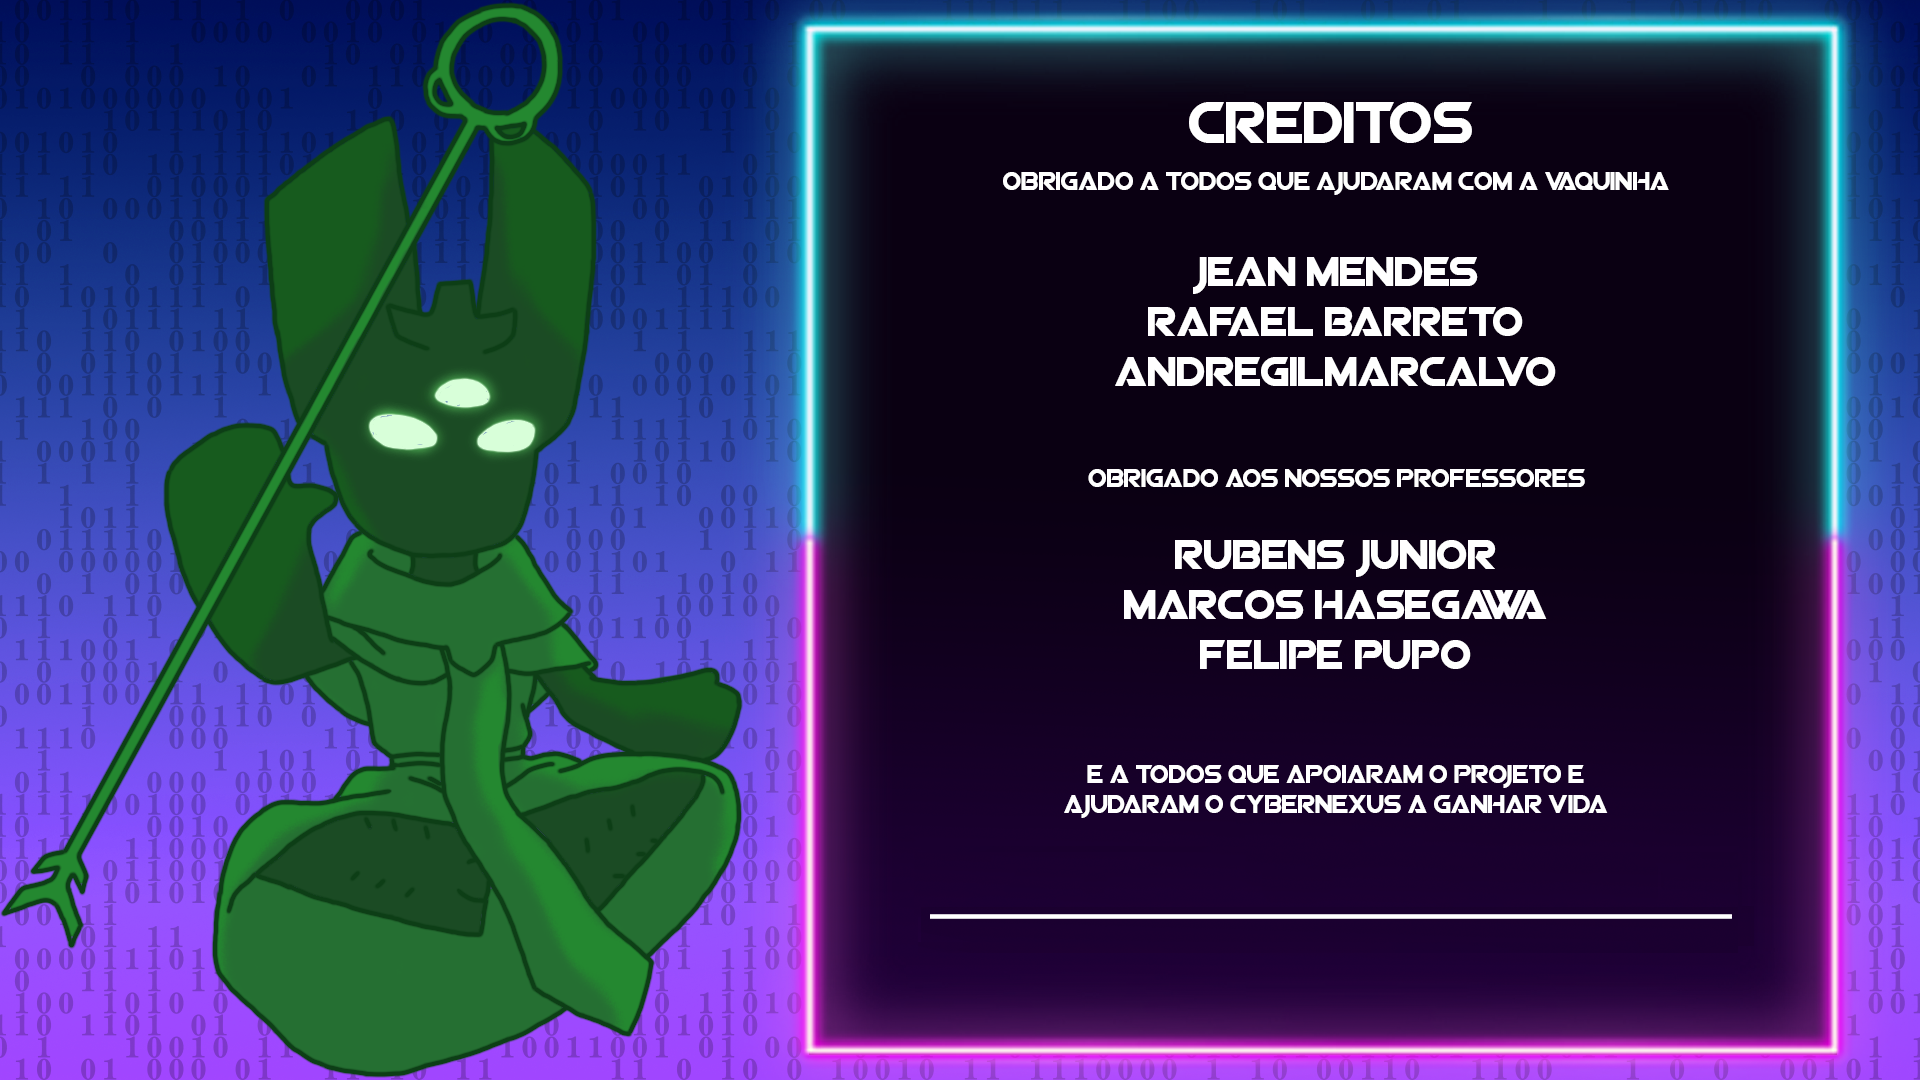 CREDITOS
OBRIGADO A TODOS QUE AJUDARAM COM A VAQUINHA
JEAN MENDES
RAFAEL BARRETO
ANDREGILMARCALVO
OBRIGADO AOS NOSSOS PROFESSORES
RUBENS JUNIOR
MARCOS HASEGAWA
FELIPE PUPO
E A TODOS QUE APOIARAM O PROJETO E
AJUDARAM O CYBERNEXUS A GANHAR VIDA